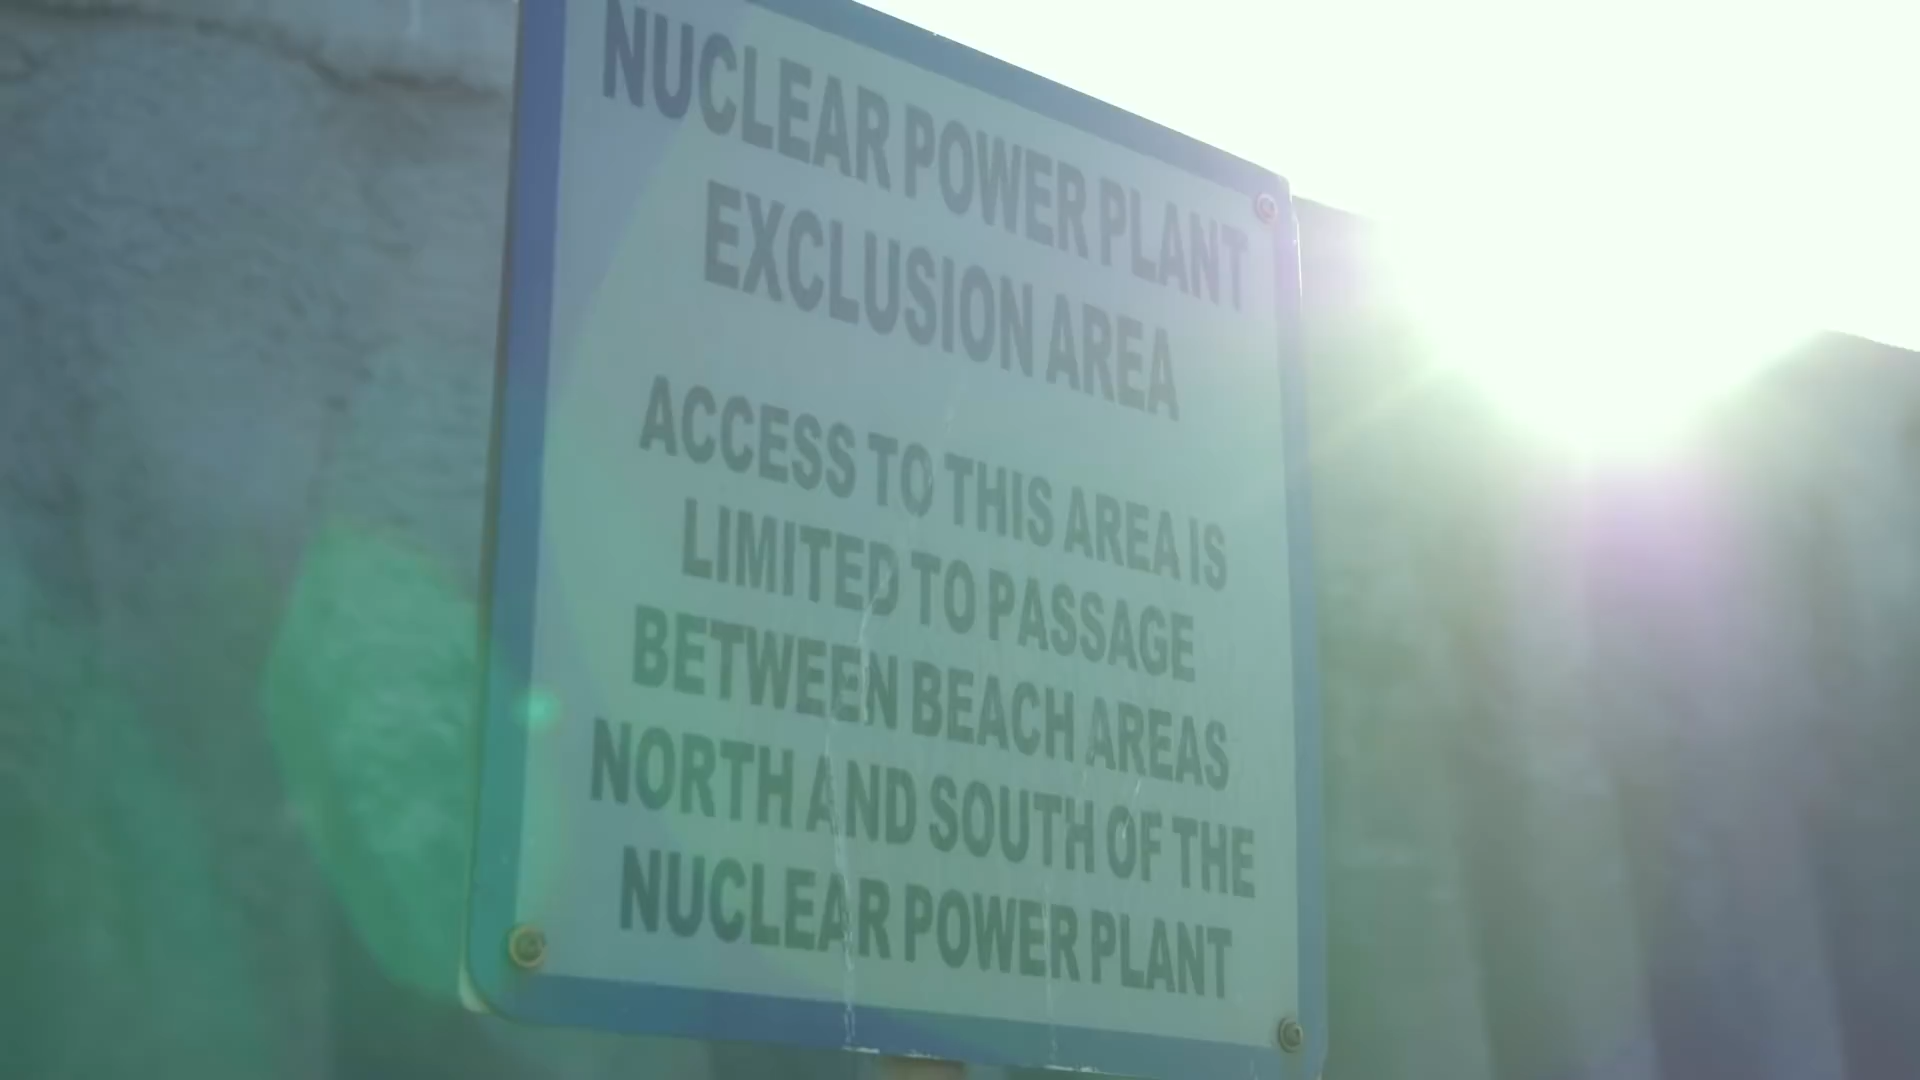 NUCLEAR POWER PLANT
EXCLUSION AREA
ACCESS TO THIS AREA IS
LIMITED TO PASSAGE
BETWEEN BEACH AREAS
NORTH AND SOUTH OF THE
NUCLEAR POWER PLANT